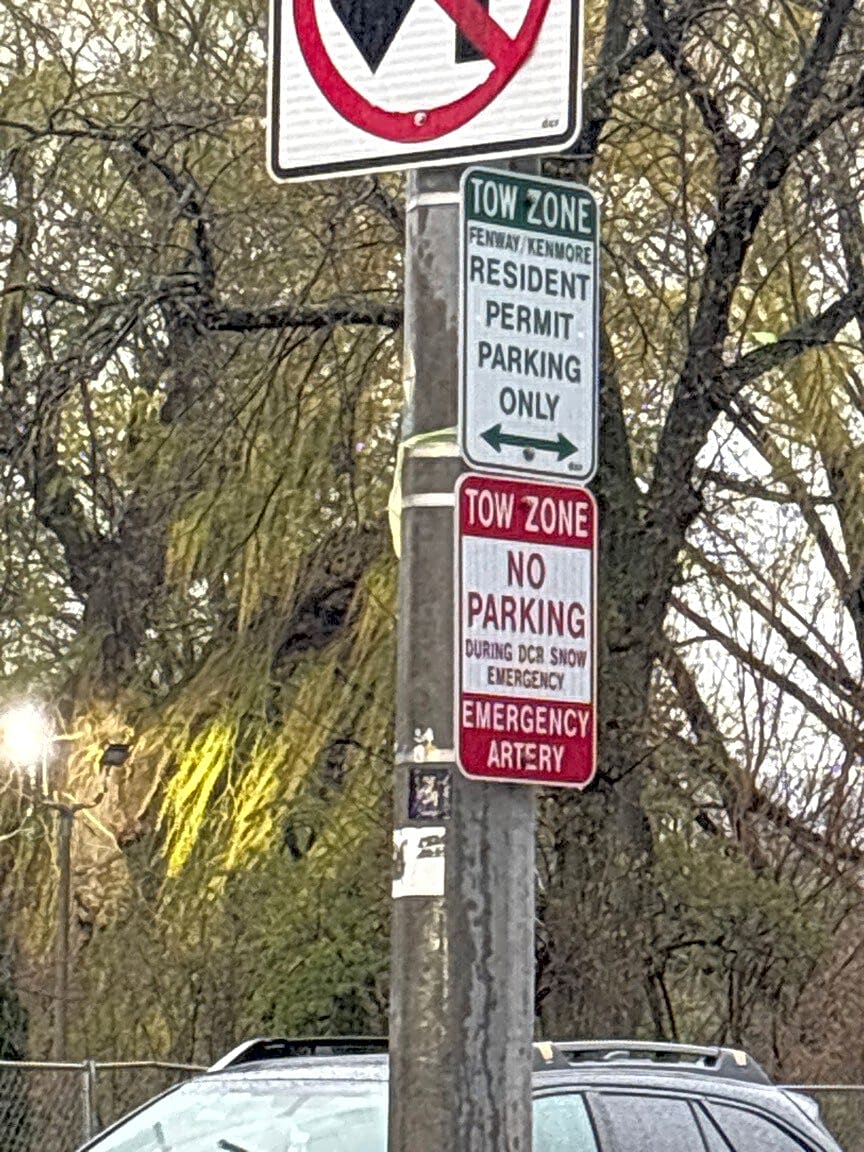 TOW ZONE
FENWAY/KENMORE
RESIDENT
PERMIT
PARKING
ONLY
TOW ZONE
NO
PARKING
DURING DCR SNOW
EMERGENCY
EMERGENCY
ARTERY